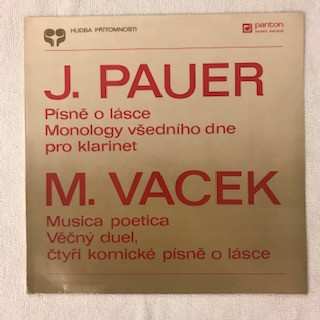 HUDBA PŘÍTOMNOSTI
panton
J. PAUER
Písně o lásce
Monology všedního dne
pro klarinet
M. VACEK
Musica poetica
Věčný duel,
čtyři komické písně o lásce